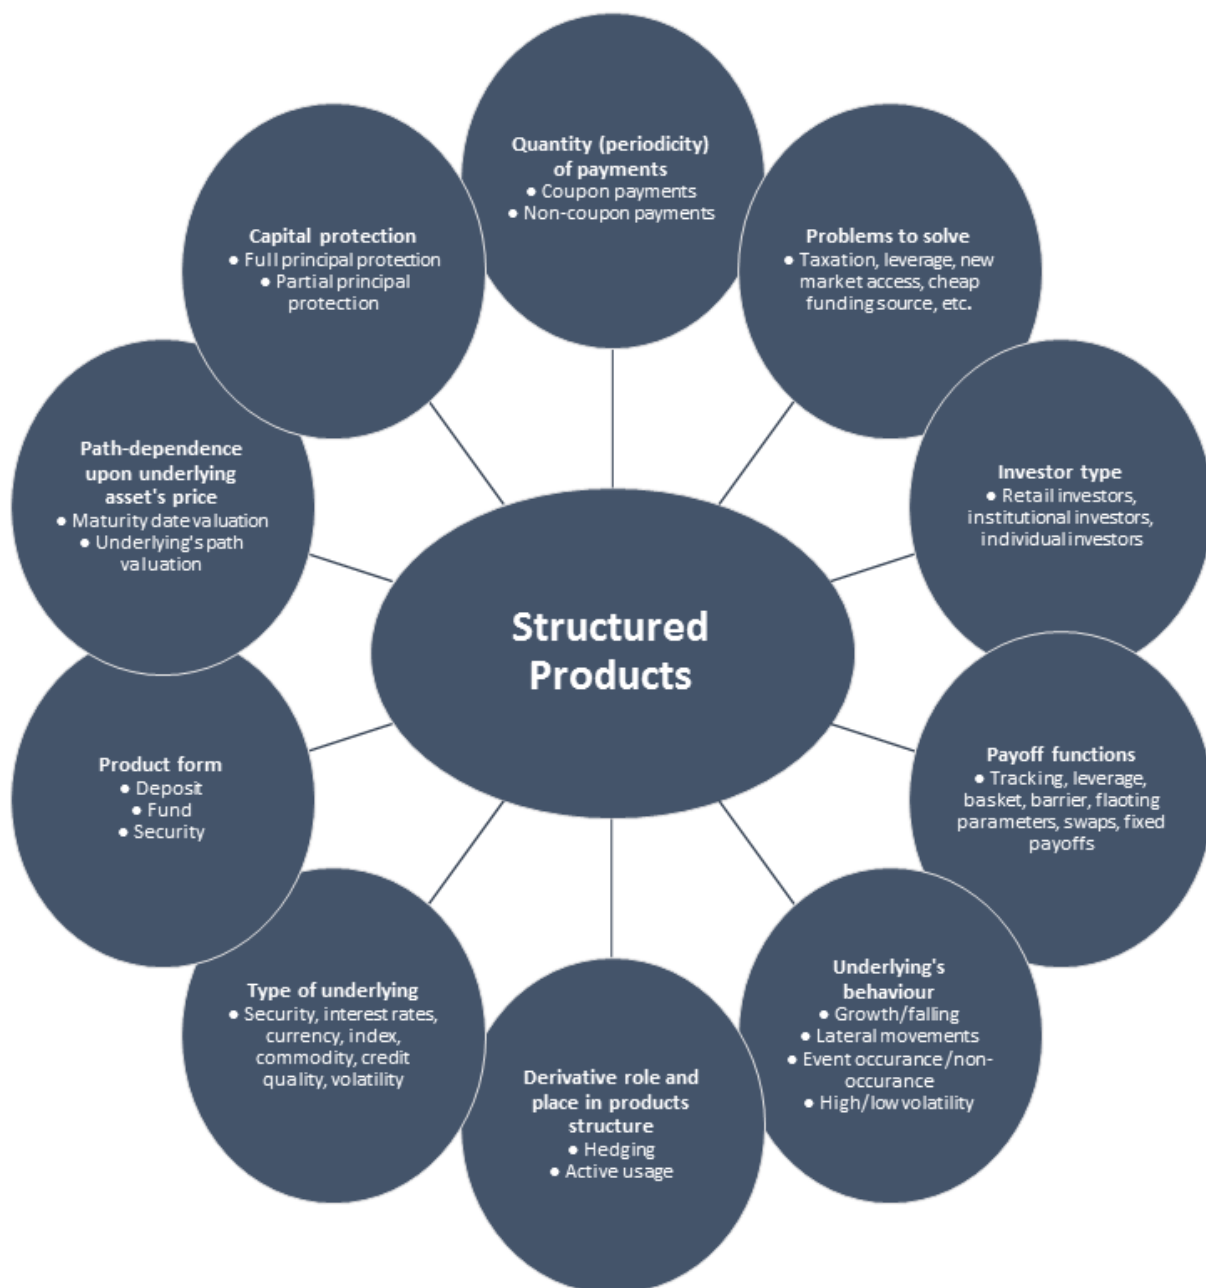 Quantity (periodicity)
of payments
● Coupon payments
● Non-coupon payments
Problems to solve
● Taxation, leverage, new
market access, cheap
funding source, etc.
Investor type
● Retail investors,
institutional investors,
individual investors
Payoff functions
● Tracking, leverage,
basket, barrier, flaoting
parameters, swaps, fixed
payoffs
Underlying's
behaviour
● Growth/falling
● Lateral movements
● Event occurance/non-
occurance
● High/low volatility
Derivative role and
place in products
structure
● Hedging
● Active usage
Type of underlying
● Security, interest rates,
currency, index,
commodity, credit
quality, volatility
Product form
● Deposit
● Fund
● Security
Path-dependence
upon underlying
asset's price
● Maturity date valuation
● Underlying's path
valuation
Capital protection
● Full principal protection
● Partial principal
protection
Structured
Products